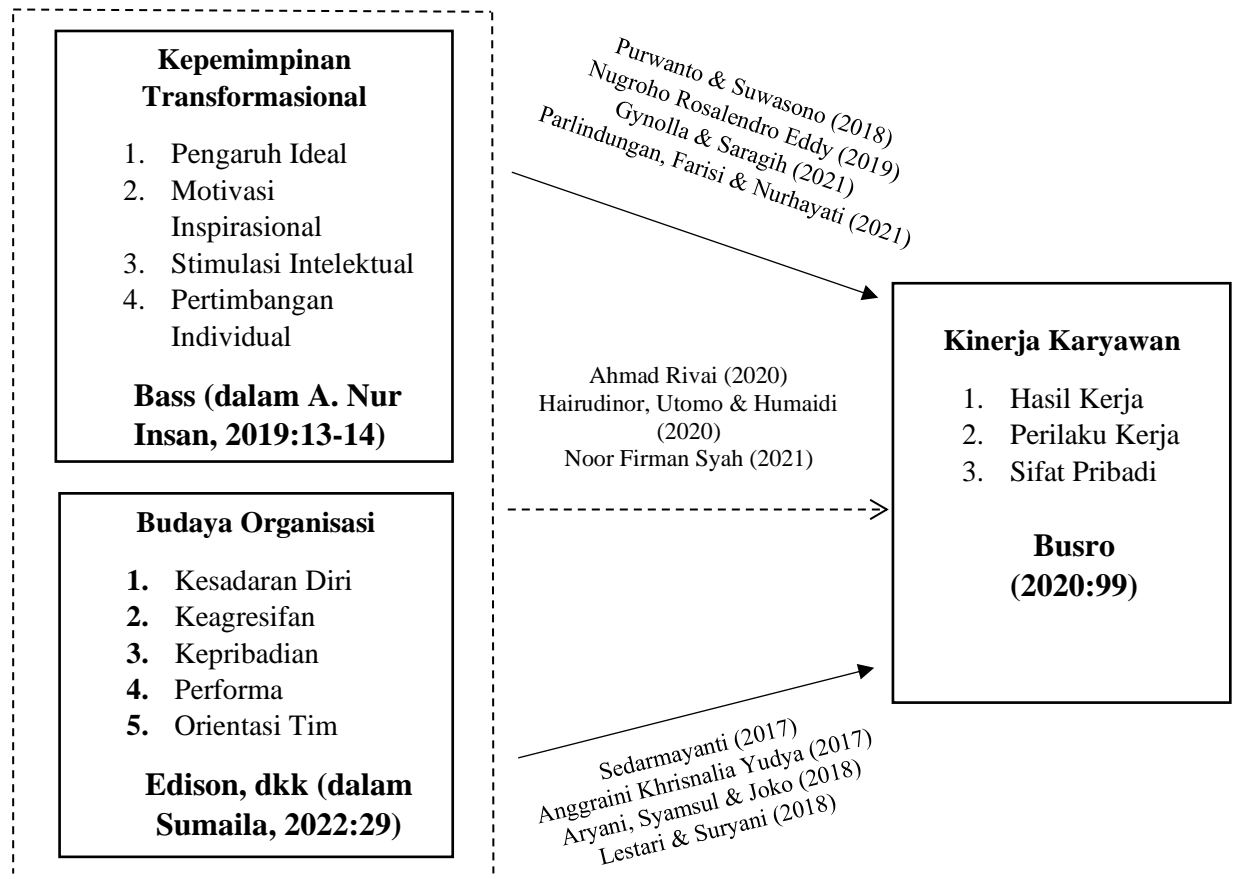 Kepemimpinan
Transformasional
1. Pengaruh Ideal
2. Motivasi
Inspirasional
3. Stimulasi Intelektual
4. Pertimbangan
Individual
Bass (dalam A. Nur
Insan, 2019:13-14)
Budaya Organisasi
1. Kesadaran Diri
2. Keagresifan
3. Kepribadian
4. Performa
5. Orientasi Tim
Edison, dkk (dalam
Sumaila, 2022:29)
Purwanto & Suwasono (2018)
Nugroho Rosalendro Eddy (2019)
Gynolla & Saragih (2021)
Parlindungan, Farisi & Nurhayati (2021)
Ahmad Rivai (2020)
Hairudinor, Utomo & Humaidi
(2020)
Noor Firman Syah (2021)
Sedarmayanti (2017)
Anggraini Khrisnalia Yudya (2017)
Aryani, Syamsul & Joko (2018)
Lestari & Suryani (2018)
Kinerja Karyawan
1. Hasil Kerja
2. Perilaku Kerja
3. Sifat Pribadi
Busro
(2020:99)